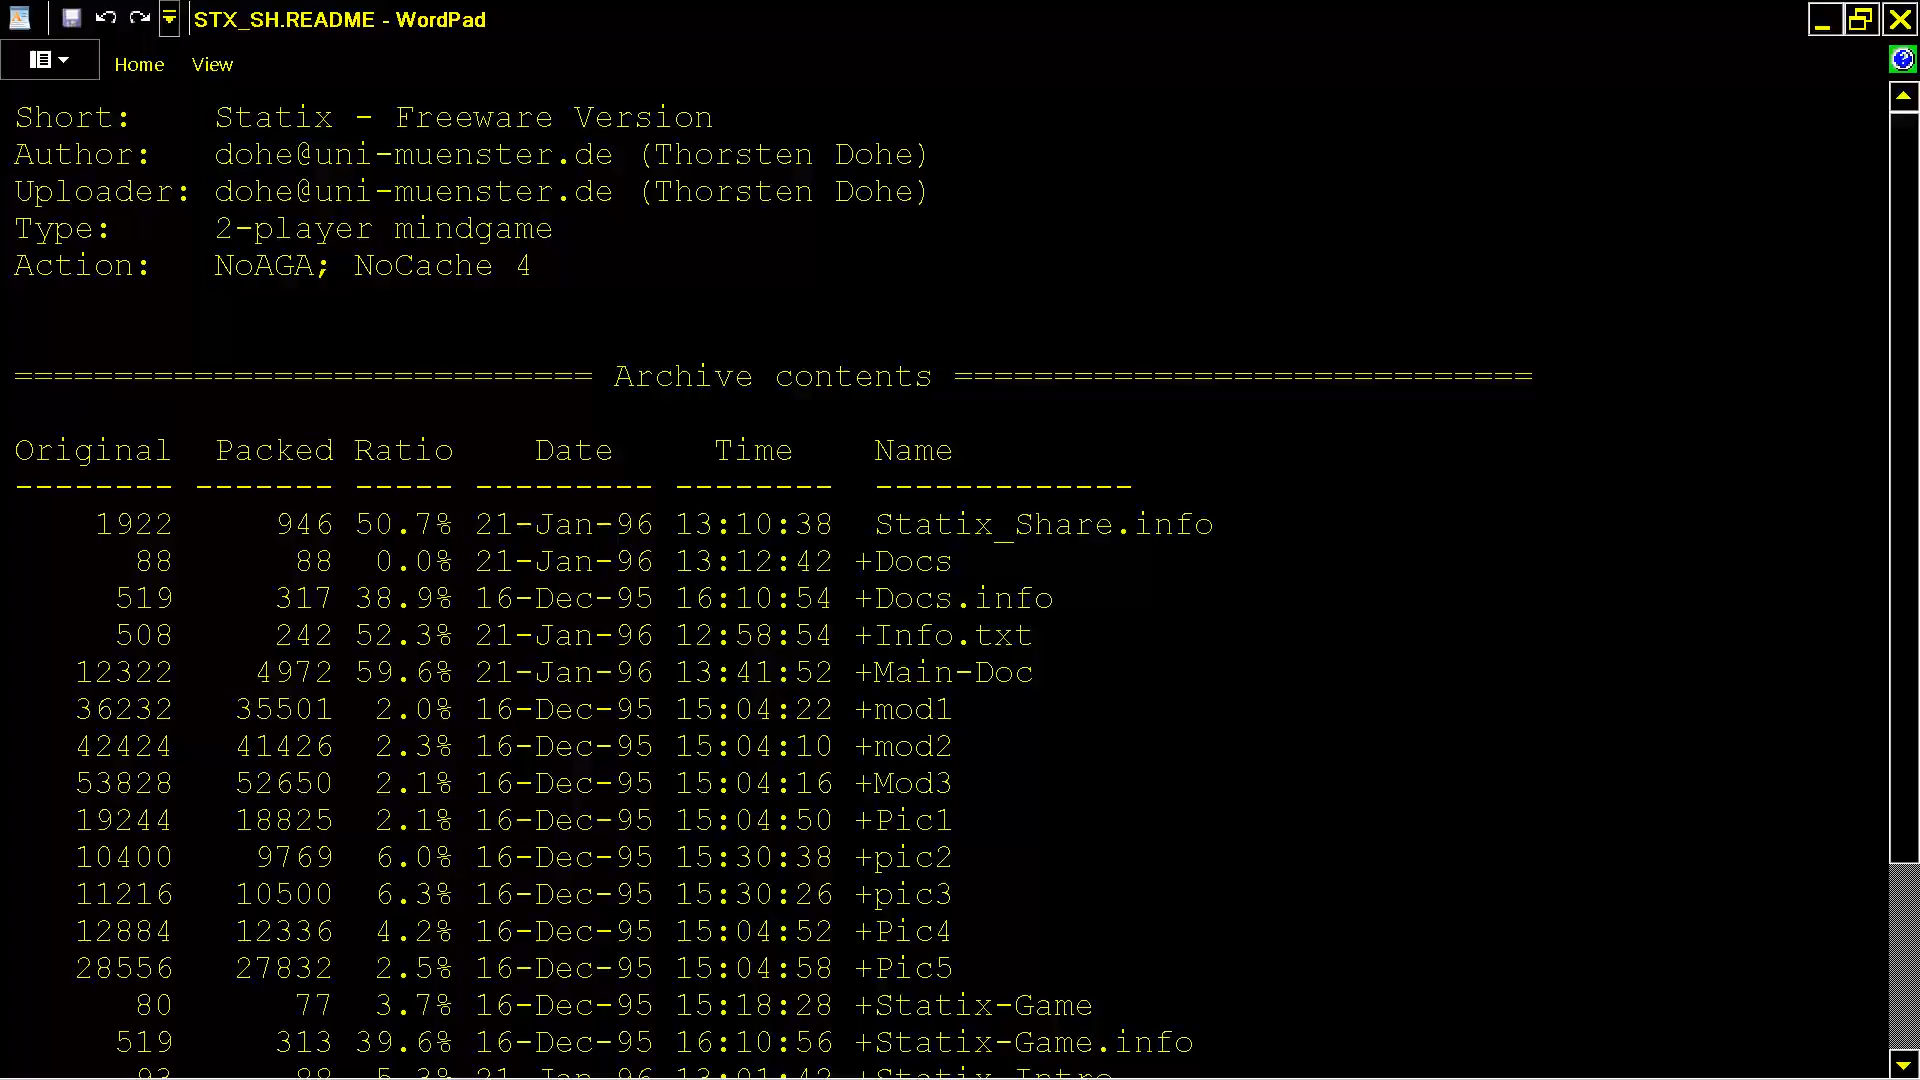 STX_SH.README - WordPad
Home View
Short:    Statix - Freeware Version
Author:   dohe@uni-muenster.de (Thorsten Dohe)
Uploader: dohe@uni-muenster.de (Thorsten Dohe)
Type:     2-player mindgame
Action:   NoAGA; NoCache 4
============================= Archive contents =============================
Original  Packed Ratio    Date     Time    Name
-------- ------- ----- --------- --------  -------------
    1922     946 50.7% 21-Jan-96 13:10:38  Statix_Share.info
      88      88  0.0% 21-Jan-96 13:12:42 +Docs
     519     317 38.9% 16-Dec-95 16:10:54 +Docs.info
     508     242 52.3% 21-Jan-96 12:58:54 +Info.txt
   12322    4972 59.6% 21-Jan-96 13:41:52 +Main-Doc
   36232   35501  2.0% 16-Dec-95 15:04:22 +mod1
   42424   41426  2.3% 16-Dec-95 15:04:10 +mod2
   53828   52650  2.1% 16-Dec-95 15:04:16 +Mod3
   19244   18825  2.1% 16-Dec-95 15:04:50 +Pic1
   10400    9769  6.0% 16-Dec-95 15:30:38 +pic2
   11216   10500  6.3% 16-Dec-95 15:30:26 +pic3
   12884   12336  4.2% 16-Dec-95 15:04:52 +Pic4
   28556   27832  2.5% 16-Dec-95 15:04:58 +Pic5
      80      77  3.7% 16-Dec-95 15:18:28 +Statix-Game
     519     313 39.6% 16-Dec-95 16:10:56 +Statix-Game.info